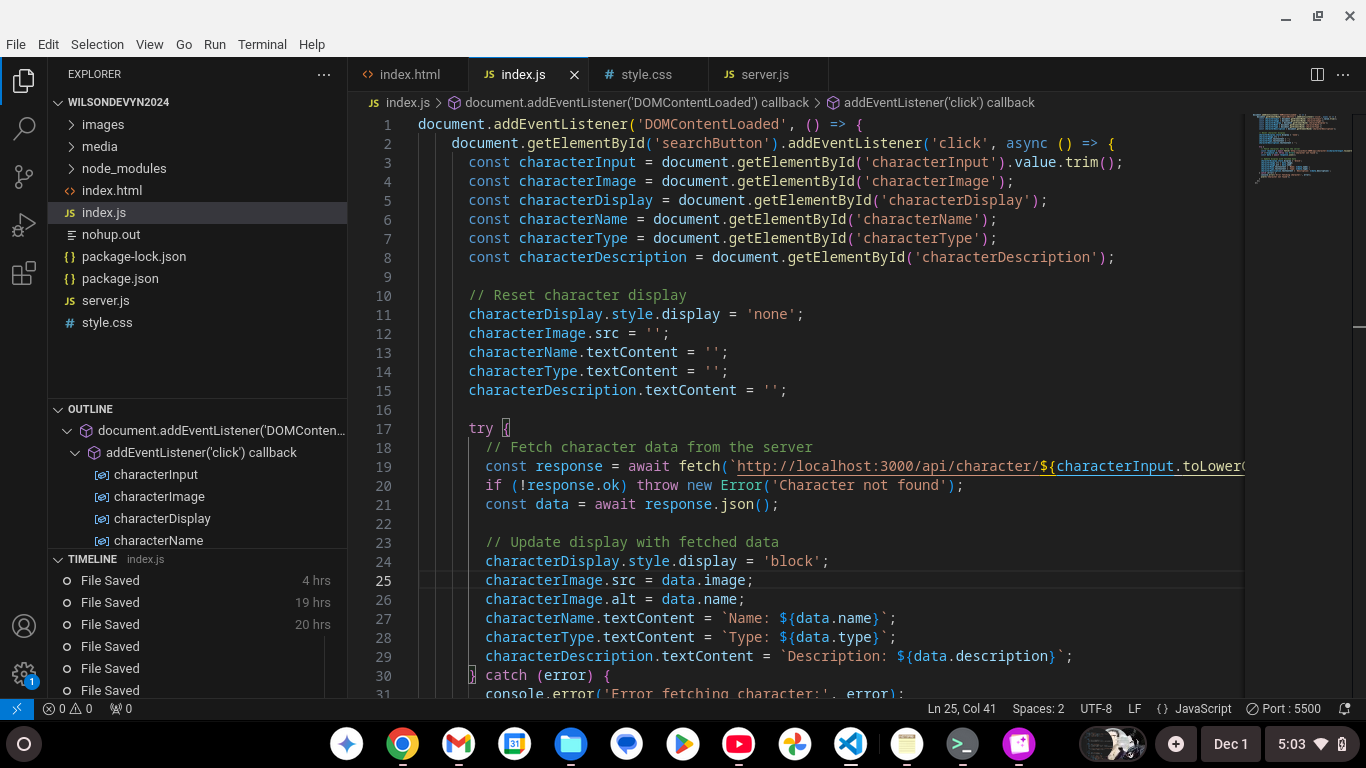 File Edit Selection View Go Run Terminal Help
EXPLORER
WILSONDEVYN2024
images
media
node_modules
index.html
JS index.js
nohup.out
{} package-lock.json
{} package.json
JS server.js
# style.css
OUTLINE
document.addEventListener('DOMConten...
addEventListener('click') callback
characterInput
characterImage
characterDisplay
characterName
TIMELINE index.js
File Saved 4 hrs
File Saved 19 hrs
File Saved 20 hrs
File Saved
File Saved
File Saved
1
<> index.html JS index.js # style.css JS server.js
JS index.js > document.addEventListener('DOMContentLoaded') callback > addEventListener('click') callback
1 document.addEventListener('DOMContentLoaded', () => {
2 document.getElementById('searchButton').addEventListener('click', async () => {
3 const characterInput = document.getElementById('characterInput').value.trim();
4 const characterImage = document.getElementById('characterImage');
5 const characterDisplay = document.getElementById('characterDisplay');
6 const characterName = document.getElementById('characterName');
7 const characterType = document.getElementById('characterType');
8 const characterDescription = document.getElementById('characterDescription');
9
10 // Reset character display
11 characterDisplay.style.display = 'none';
12 characterImage.src = '';
13 characterName.textContent = '';
14 characterType.textContent = '';
15 characterDescription.textContent = '';
16
17 try {
18 // Fetch character data from the server
19 const response = await fetch(`http://localhost:3000/api/character/${characterInput.toLowerC
20 if (!response.ok) throw new Error('Character not found');
21 const data = await response.json();
22
23 // Update display with fetched data
24 characterDisplay.style.display = 'block';
25 characterImage.src = data.image;
26 characterImage.alt = data.name;
27 characterName.textContent = `Name: ${data.name}`;
28 characterType.textContent = `Type: ${data.type}`;
29 characterDescription.textContent = `Description: ${data.description}`;
30 } catch (error) {
31 console.error('Error fetching character:', error);
0 0 0 Ln 25, Col 41 Spaces: 2 UTF-8 LF {} JavaScript Port : 5500
31
Dec 1 5:03